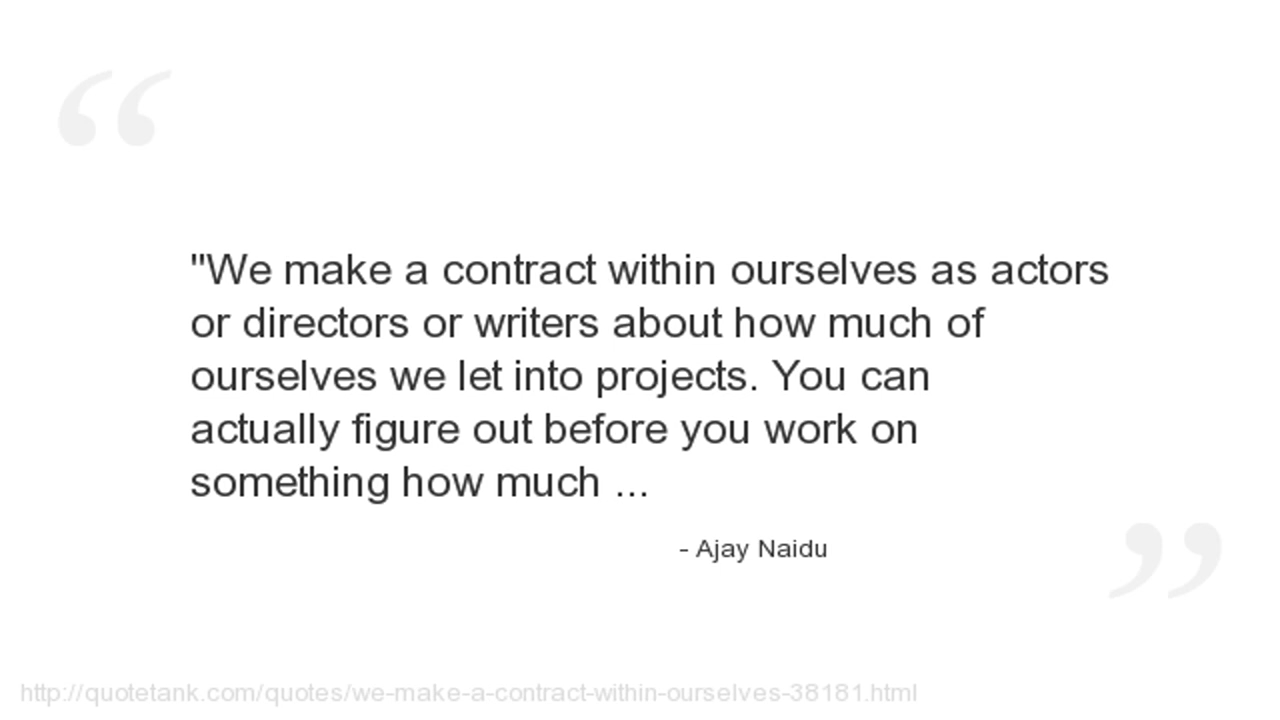 “
"We make a contract within ourselves as actors
or directors or writers about how much of
ourselves we let into projects. You can
actually figure out before you work on
something how much ...
- Ajay Naidu
”
http://quotetank.com/quotes/we-make-a-contract-within-ourselves-38181.html